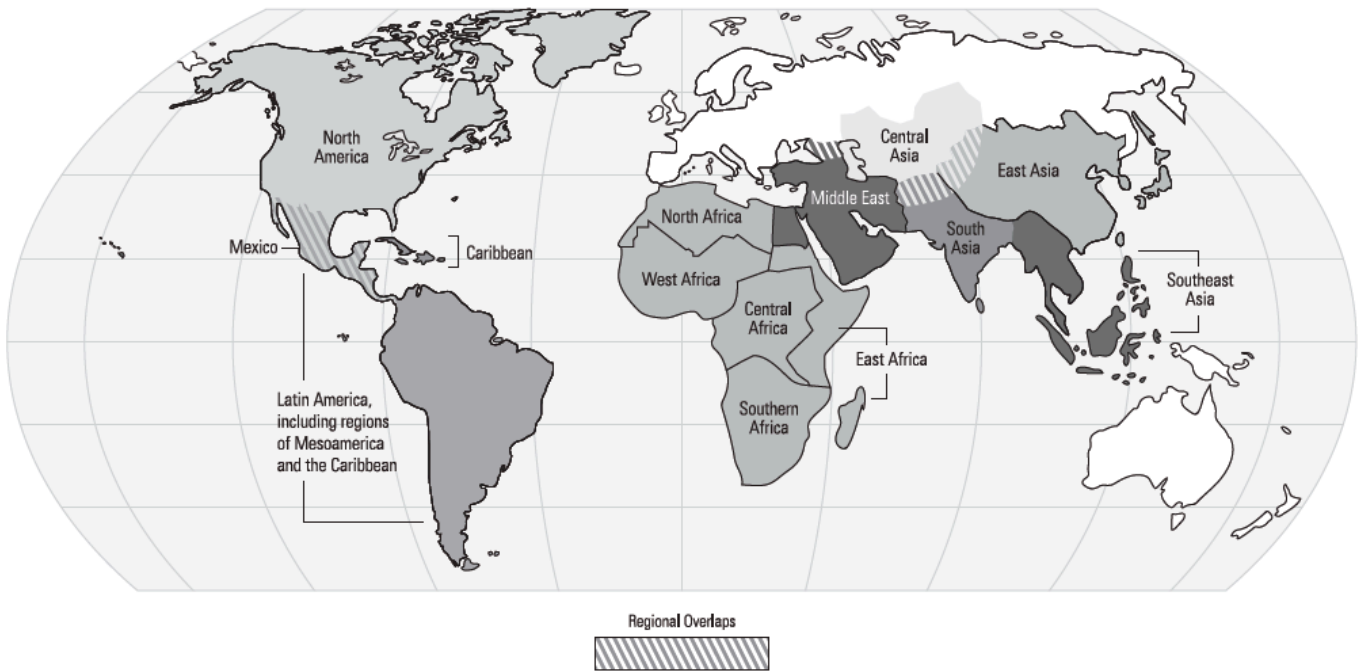 North
America
Central
Asia
East Asia
Middle East
North Africa
South
Asia
Mexico
Caribbean
West Africa
Southeast
Asia
Central
Africa
East Africa
Latin America,
including regions
of Mesoamerica
and the Caribbean
Southern
Africa
Regional Overlaps